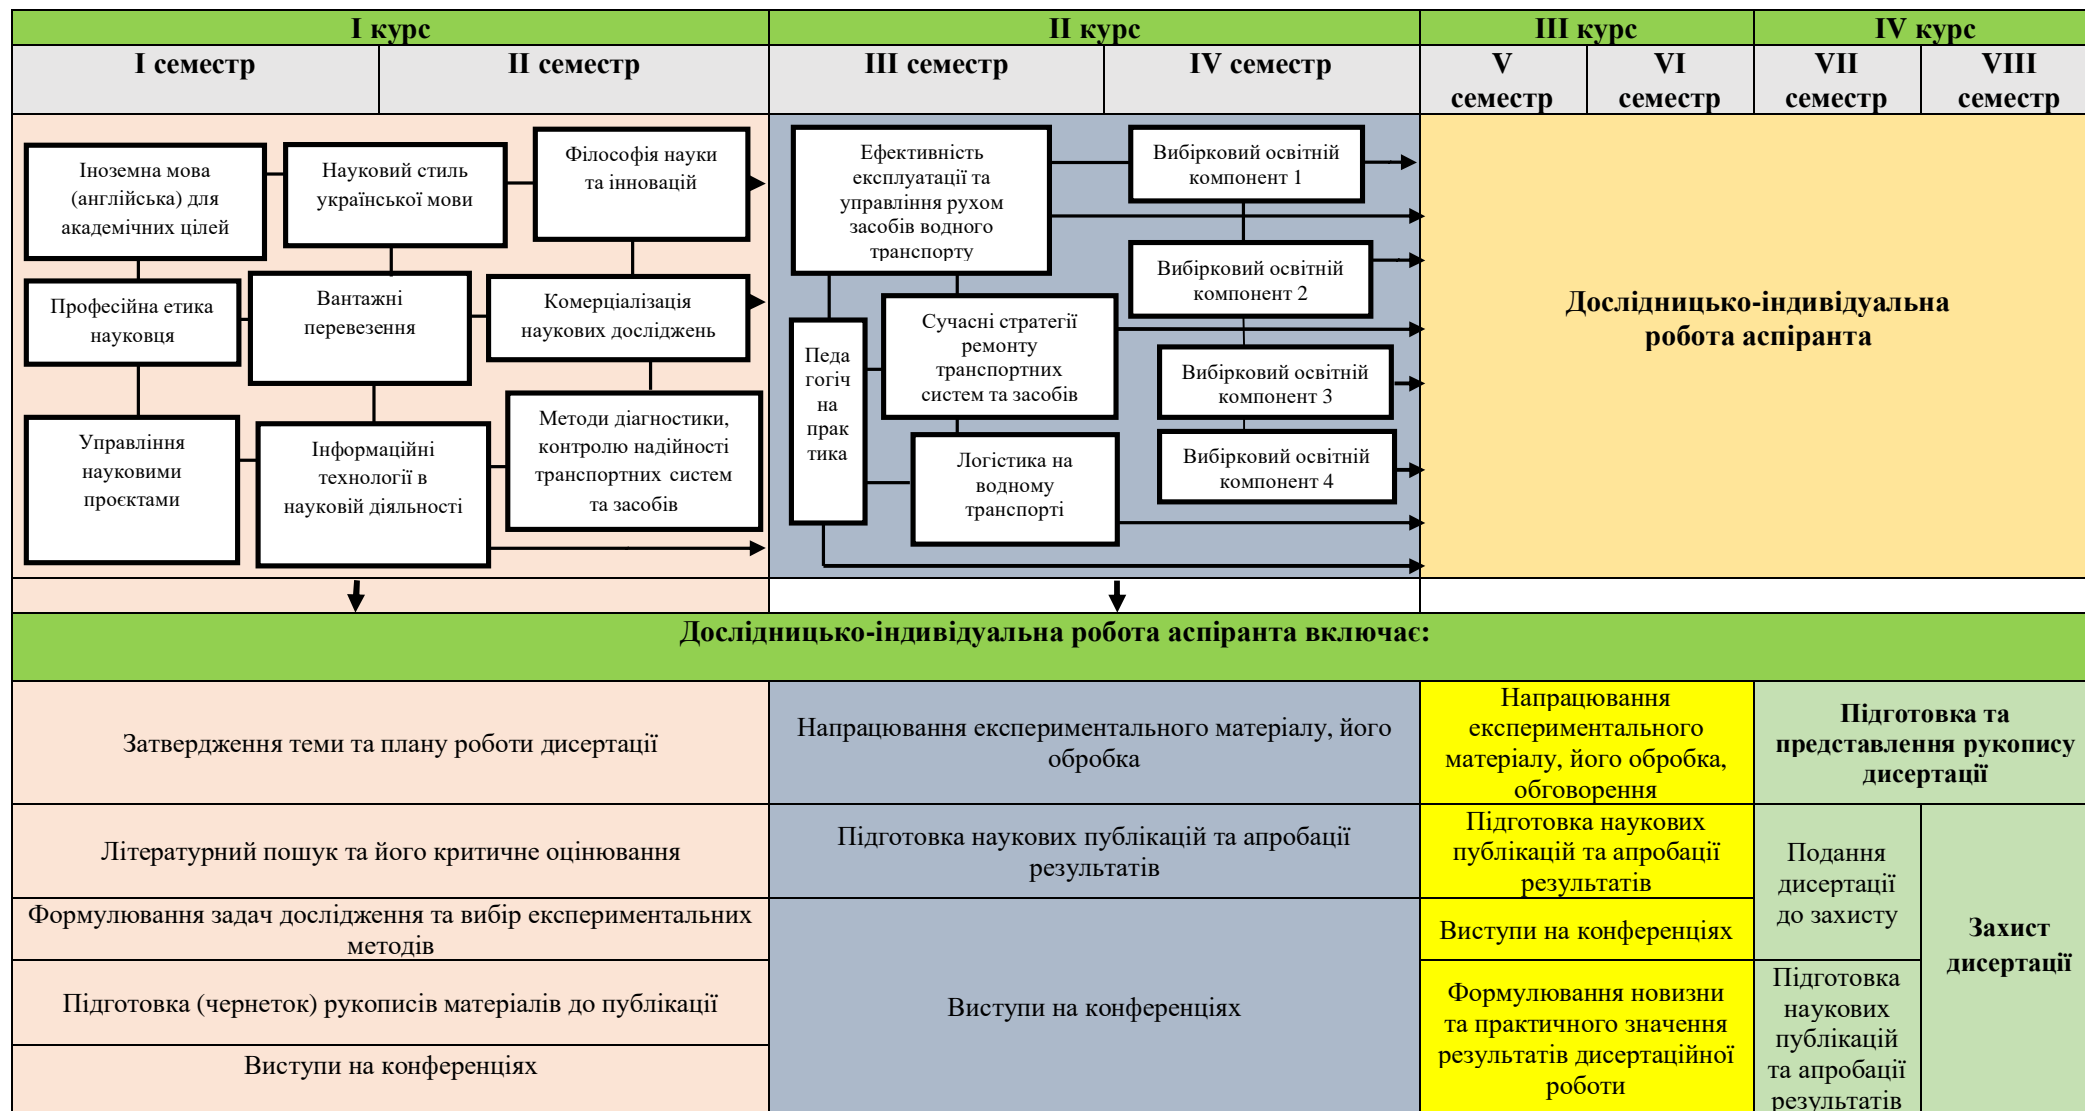 I курс
II курс
III курс
IV курс
I семестр
II семестр
III семестр
IV семестр
V
семестр
VI
семестр
VII
семестр
VIII
семестр
Іноземна мова
(англійська) для
академічних цілей
Науковий стиль
української мови
Філософія науки
та інновацій
Професійна етика
науковця
Вантажні
перевезення
Комерціалізація
наукових досліджень
Управління
науковими
проєктами
Інформаційні
технології в
науковій діяльності
Методи діагностики,
контролю надійності
транспортних систем
та засобів
Ефективність
експлуатації та
управління рухом
засобів водного
транспорту
Педа
гогіч
на
прак
тика
Сучасні стратегії
ремонту
транспортних
систем та засобів
Логістика на
водному
транспорті
Вибірковий освітній
компонент 1
Вибірковий освітній
компонент 2
Вибірковий освітній
компонент 3
Вибірковий освітній
компонент 4
Дослідницько-індивідуальна
робота аспіранта
Дослідницько-індивідуальна робота аспіранта включає:
Затвердження теми та плану роботи дисертації
Напрацювання експериментального матеріалу, його
обробка
Напрацювання
експериментального
матеріалу, його обробка,
обговорення
Підготовка та
представлення рукопису
дисертації
Літературний пошук та його критичне оцінювання
Підготовка наукових публікацій та апробації
результатів
Підготовка наукових
публікацій та апробації
результатів
Подання
дисертації
до захисту
Захист
дисертації
Формулювання задач дослідження та вибір експериментальних
методів
Виступи на конференціях
Виступи на конференціях
Підготовка (чернеток) рукописів матеріалів до публікації
Формулювання новизни
та практичного значення
результатів дисертаційної
роботи
Підготовка
наукових
публікацій
та апробації
результатів
Виступи на конференціях